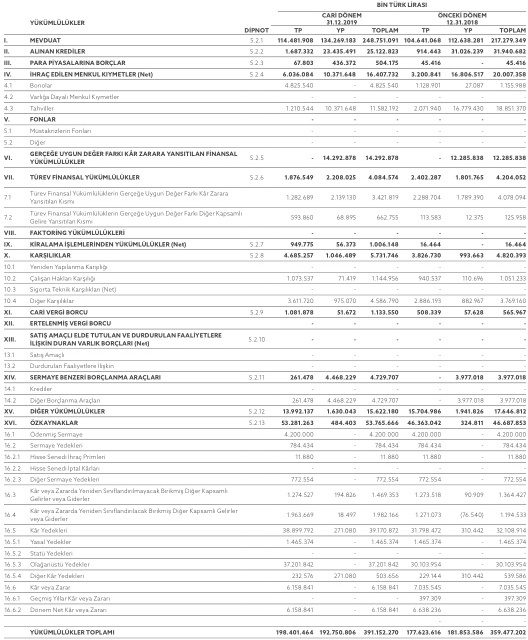 BİN TÜRK LİRASI
CARİ DÖNEM ÖNCEKİ DÖNEM
YÜKÜMLÜLÜKLER 31.12.2019 12.31.2018
DİPNOT TP YP TOPLAM TP YP TOPLAM
I. MEVDUAT 5.2.1 114.481.908 134.269.183 248.751.091 104.641.068 112.638.281 217.279.349
II. ALINAN KREDİLER 5.2.2 1.687.332 23.435.491 25.122.823 914.443 31.026.239 31.940.682
III. PARA PİYASALARINA BORÇLAR 5.2.3 67.803 436.372 504.175 45.416 - 45.416
IV. İHRAÇ EDİLEN MENKUL KIYMETLER (Net) 5.2.4 6.036.084 10.371.648 16.407.732 3.200.841 16.806.517 20.007.358
4.1 Bonolar 4.825.540 - 4.825.540 1.128.901 27.087 1.155.988
4.2 Varlığa Dayalı Menkul Kıymetler - - - - - -
4.3 Tahviller 1.210.544 10.371.648 11.582.192 2.071.940 16.779.430 18.851.370
V. FONLAR - - - - - -
5.1 Müstakrizlerin Fonları - - - - - -
5.2 Diğer - - - - - -
VI. GERÇEĞE UYGUN DEĞER FARKI KÂR ZARARA YANSITILAN FİNANSAL
YÜKÜMLÜLÜKLER 5.2.5 - 14.292.878 14.292.878 - 12.285.838 12.285.838
VII. TÜREV FİNANSAL YÜKÜMLÜLÜKLER 5.2.6 1.876.549 2.208.025 4.084.574 2.402.287 1.801.765 4.204.052
7.1 Türev Finansal Yükümlülüklerin Gerçeğe Uygun Değer Farkı Kâr Zarara
Yansıtılan Kısmı 1.282.689 2.139.130 3.421.819 2.288.704 1.789.390 4.078.094
7.2 Türev Finansal Yükümlülüklerin Gerçeğe Uygun Değer Farkı Diğer Kapsamlı
Gelire Yansıtılan Kısmı 593.860 68.895 662.755 113.583 12.375 125.958
VIII. FAKTORİNG YÜKÜMLÜLÜKLERİ - - - - - -
IX. KİRALAMA İŞLEMLERİNDEN YÜKÜMLÜLÜKLER (Net) 5.2.7 949.775 56.373 1.006.148 16.464 - 16.464
X. KARŞILIKLAR 5.2.8 4.685.257 1.046.489 5.731.746 3.826.730 993.663 4.820.393
10.1 Yeniden Yapılanma Karşılığı - - - - - -
10.2 Çalışan Hakları Karşılığı 1.073.537 71.419 1.144.956 940.537 110.696 1.051.233
10.3 Sigorta Teknik Karşılıkları (Net) - - - - - -
10.4 Diğer Karşılıklar 3.611.720 975.070 4.586.790 2.886.193 882.967 3.769.160
XI. CARİ VERGİ BORCU 5.2.9 1.081.878 51.672 1.133.550 508.339 57.628 565.967
XII. ERTELENMİŞ VERGİ BORCU - - - - - -
XIII. SATIŞ AMAÇLI ELDE TUTULAN VE DURDURULAN FAALİYETLERE
İLİŞKİN DURAN VARLIK BORÇLARI (Net) 5.2.10 - - - - - -
13.1 Satış Amaçlı - - - - - -
13.2 Durdurulan Faaliyetlere İlişkin - - - - - -
XIV. SERMAYE BENZERİ BORÇLANMA ARAÇLARI 5.2.11 261.478 4.468.229 4.729.707 - 3.977.018 3.977.018
14.1 Krediler - - - - - -
14.2 Diğer Borçlanma Araçları 261.478 4.468.229 4.729.707 - 3.977.018 3.977.018
XV. DİĞER YÜKÜMLÜLÜKLER 5.2.12 13.992.137 1.630.043 15.622.180 15.704.986 1.941.826 17.646.812
XVI. ÖZKAYNAKLAR 5.2.13 53.281.263 484.403 53.765.666 46.363.042 324.811 46.687.853
16.1 Ödenmiş Sermaye 4.200.000 - 4.200.000 4.200.000 - 4.200.000
16.2 Sermaye Yedekleri 784.434 - 784.434 784.434 - 784.434
16.2.1 Hisse Senedi İhraç Primleri 11.880 - 11.880 11.880 - 11.880
16.2.2 Hisse Senedi İptal Kârları - - - - - -
16.2.3 Diğer Sermaye Yedekleri 772.554 - 772.554 772.554 - 772.554
16.3 Kâr veya Zararda Yeniden Sınıflandırılmayacak Birikmiş Diğer Kapsamlı
Gelirler veya Giderler 1.274.527 194.826 1.469.353 1.273.518 90.909 1.364.427
16.4 Kâr veya Zararda Yeniden Sınıflandırılacak Birikmiş Diğer Kapsamlı Gelirler
veya Giderler 1.963.669 18.497 1.982.166 1.271.073 (76.540) 1.194.533
16.5 Kâr Yedekleri 38.899.792 271.080 39.170.872 31.798.472 310.442 32.108.914
16.5.1 Yasal Yedekler 1.465.374 - 1.465.374 1.465.374 - 1.465.374
16.5.2 Statü Yedekleri - - - - - -
16.5.3 Olağanüstü Yedekler 37.201.842 - 37.201.842 30.103.954 - 30.103.954
16.5.4 Diğer Kâr Yedekleri 232.576 271.080 503.656 229.144 310.442 539.586
16.6 Kâr veya Zarar 6.158.841 - 6.158.841 7.035.545 - 7.035.545
16.6.1 Geçmiş Yıllar Kâr veya Zararı - - - 397.309 - 397.309
16.6.2 Dönem Net Kâr veya Zararı 6.158.841 - 6.158.841 6.638.236 - 6.638.236
YÜKÜMLÜLÜKLER TOPLAMI 198.401.464 192.750.806 391.152.270 177.623.616 181.853.586 359.477.202